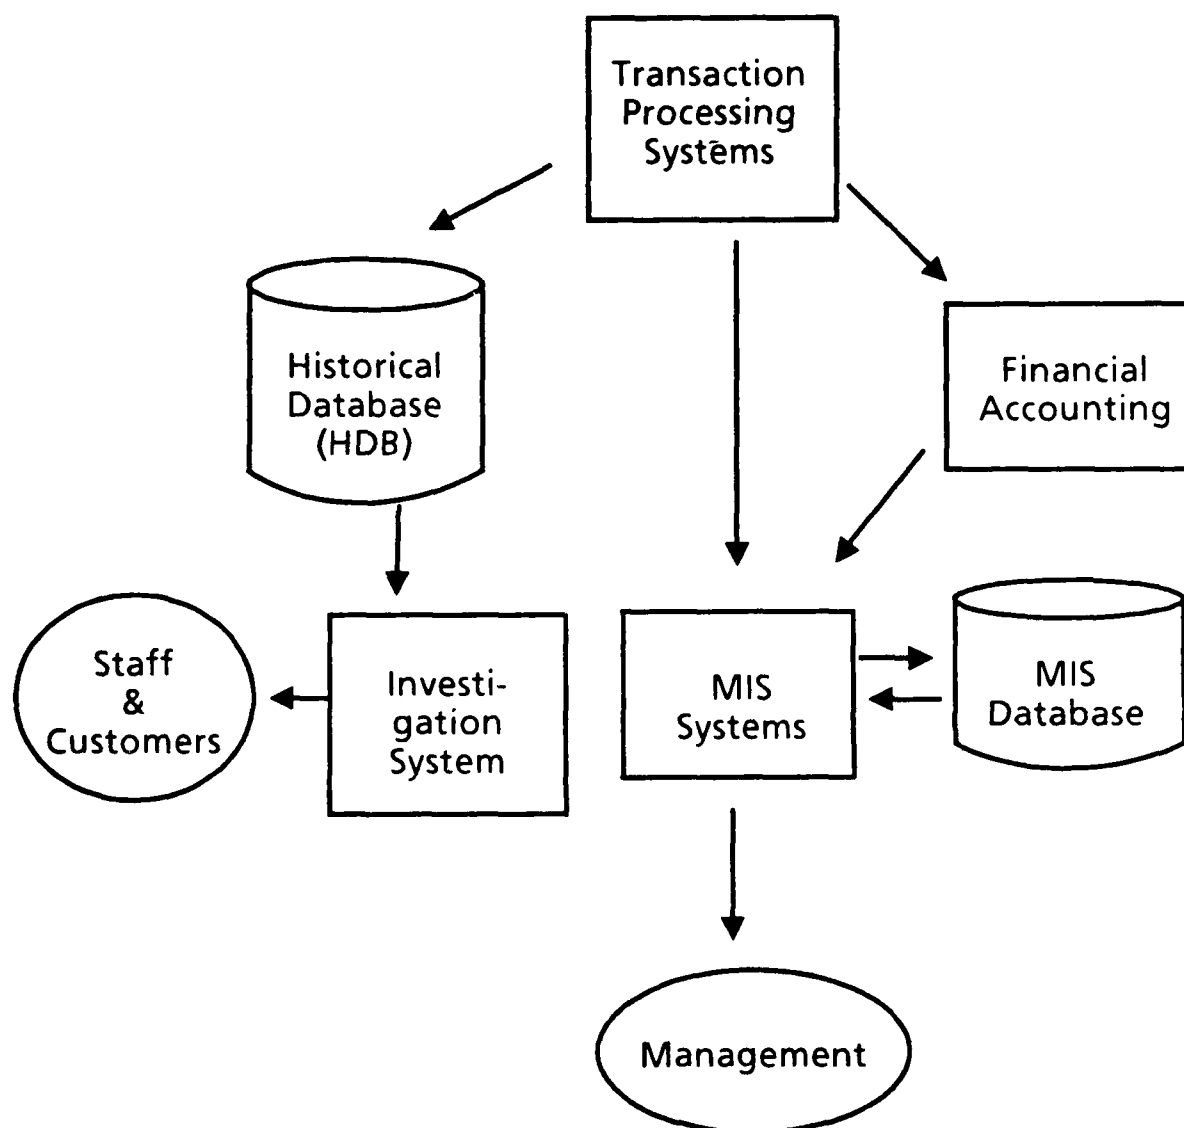 Transaction
Processing
Systems
Historical
Database
(HDB)
Financial
Accounting
Staff
&
Customers
Investi-
gation
System
MIS
Systems
MIS
Database
Management